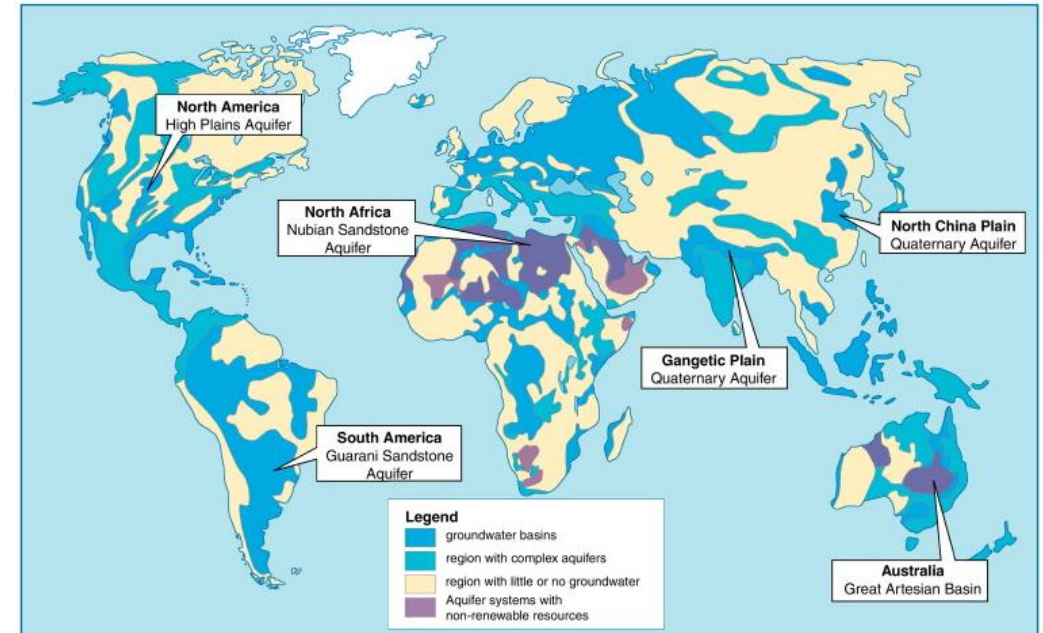 North America
High Plains Aquifer
North Africa
Nubian Sandstone
Aquifer
North China Plain
Quaternary Aquifer
Gangetic Plain
Quaternary Aquifer
South America
Guarani Sandstone
Aquifer
Australia
Great Artesian Basin
Legend
groundwater basins
region with complex aquifers
region with little or no groundwater
Aquifer systems with
non-renewable resources